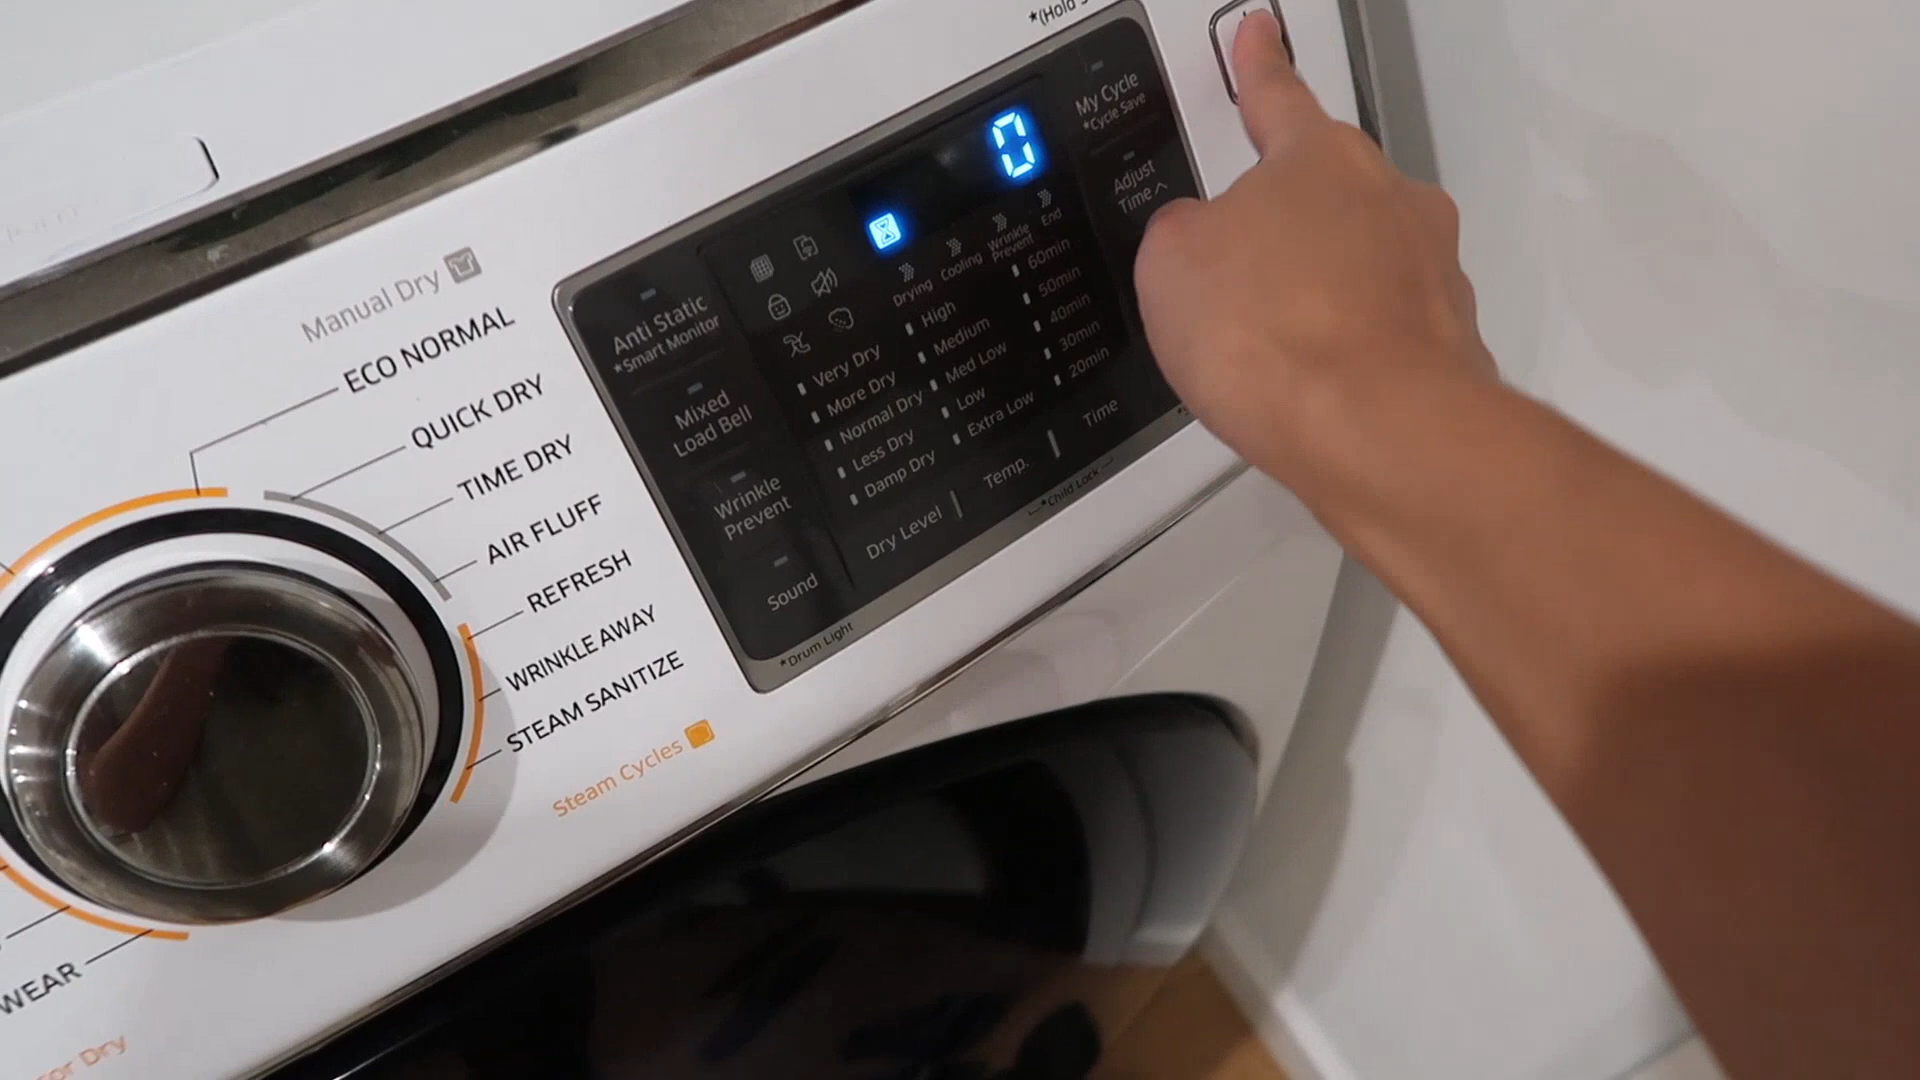 *(Hold
Manual Dry
ECO NORMAL
QUICK DRY
TIME DRY
AIR FLUFF
REFRESH
WRINKLE AWAY
STEAM SANITIZE
Steam Cycles
WEAR
Dry
Anti Static
*Smart Monitor
Mixed
Load Bell
Wrinkle
Prevent
Sound
*Drum Light
0
Drying
Cooling
Wrinkle
Prevent
End
Very Dry
More Dry
Normal Dry
Less Dry
Damp Dry
Dry Level
High
Medium
Med Low
Low
Extra Low
Temp.
60min
50min
40min
30min
20min
Time
*Child Lock
My Cycle
*Cycle Save
Adjust
Time